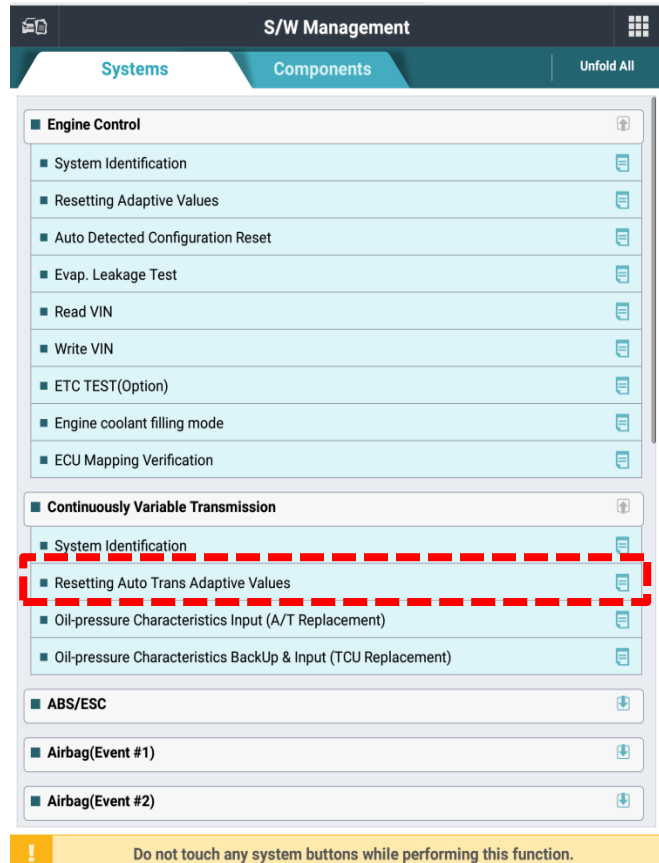 S/W Management
Systems
Components
Unfold All
Engine Control
System Identification
Resetting Adaptive Values
Auto Detected Configuration Reset
Evap. Leakage Test
Read VIN
Write VIN
ETC TEST(Option)
Engine coolant filling mode
ECU Mapping Verification
Continuously Variable Transmission
System Identification
Resetting Auto Trans Adaptive Values
Oil-pressure Characteristics Input (A/T Replacement)
Oil-pressure Characteristics BackUp & Input (TCU Replacement)
ABS/ESC
Airbag(Event #1)
Airbag(Event #2)
Do not touch any system buttons while performing this function.